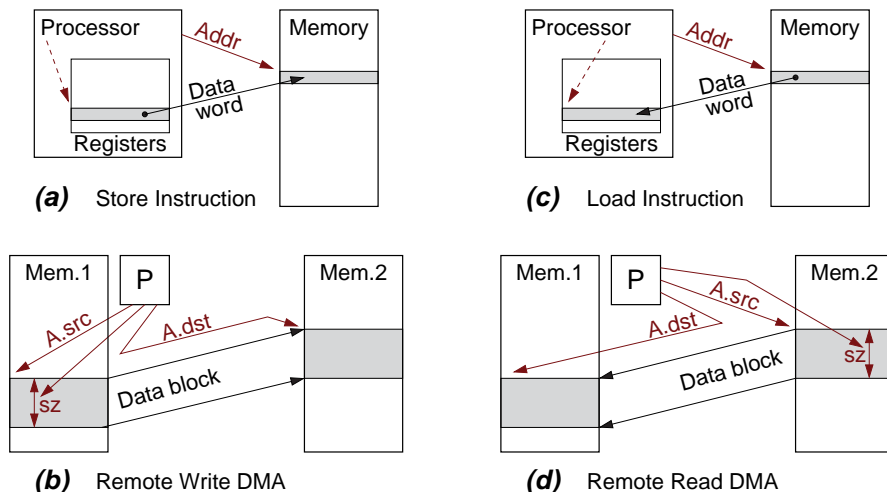 Processor
Addr
Memory
Data
word
Registers
(a) Store Instruction
Processor
Addr
Memory
Data
word
Registers
(c) Load Instruction
Mem.1
P
Mem.2
A.src
A.dst
sz
Data block
(b) Remote Write DMA
Mem.1
P
Mem.2
A.src
A.dst
sz
Data block
(d) Remote Read DMA